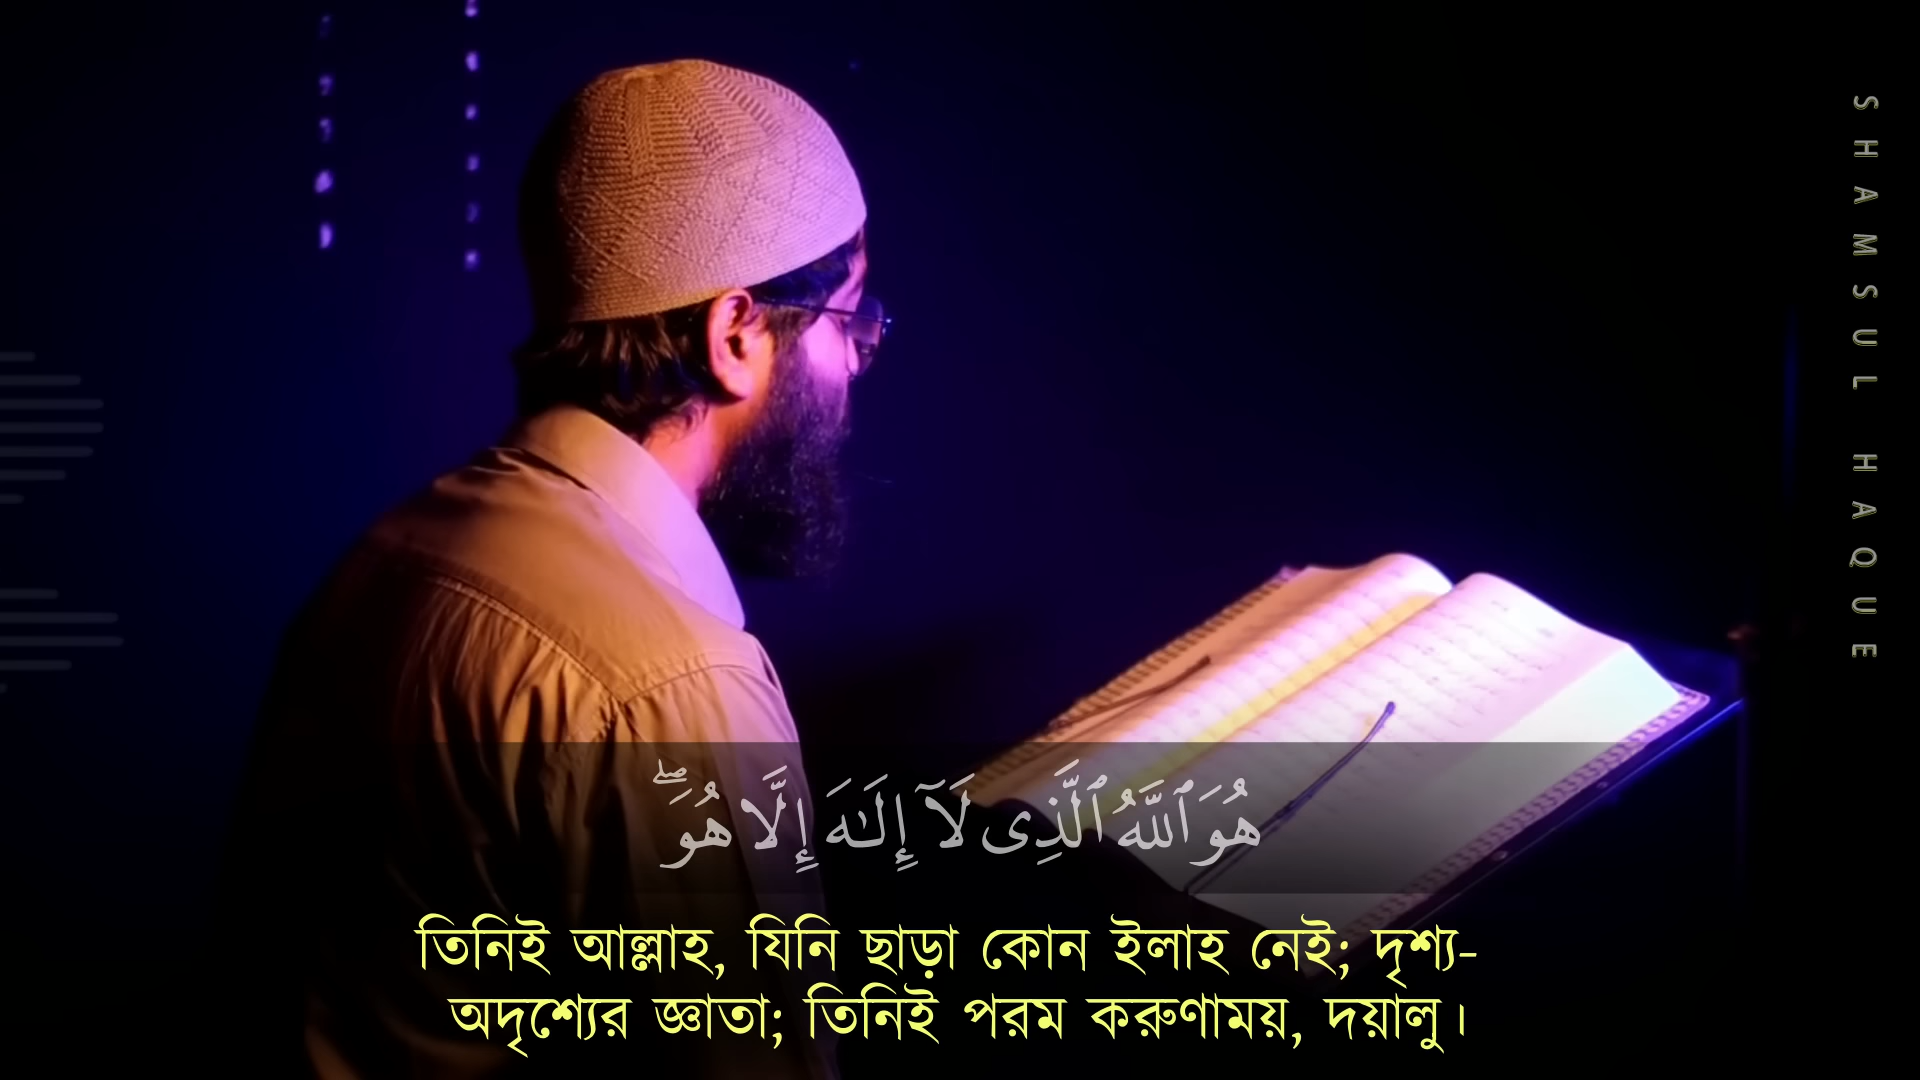 SHAMSUL HAQUE
هُوَ ٱللَّهُ ٱلَّذِى لَآ إِلَـٰهَ إِلَّا هُوَ ۖ
তিনিই আল্লাহ, যিনি ছাড়া কোন ইলাহ নেই; দৃশ্য-
অদৃশ্যের জ্ঞাতা; তিনিই পরম করুণাময়, দয়ালু।